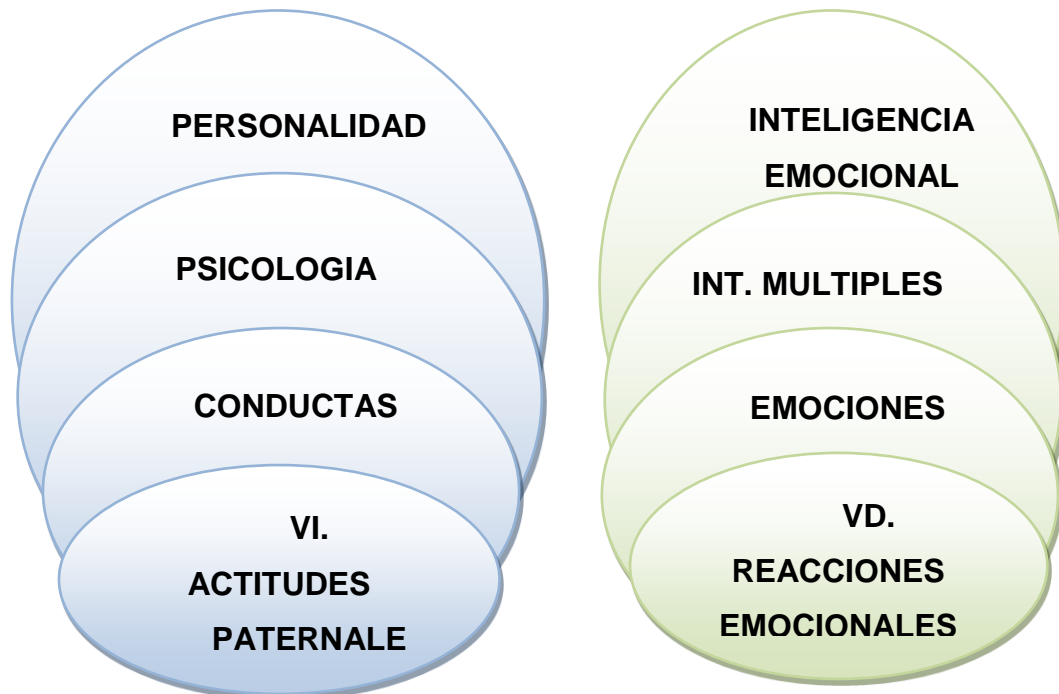 PERSONALIDAD
PSICOLOGIA
CONDUCTAS
VI.
ACTITUDES
PATERNALE
INTELIGENCIA
EMOCIONAL
INT. MULTIPLES
EMOCIONES
VD.
REACCIONES
EMOCIONALES